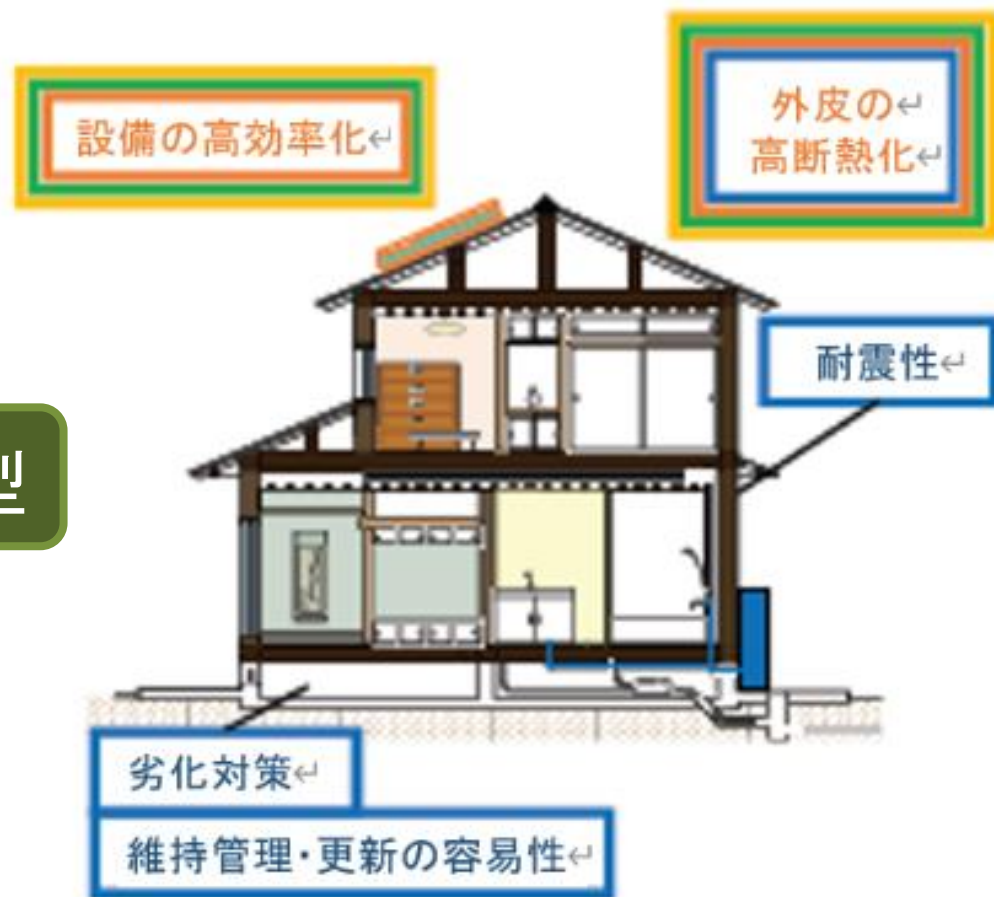 設備の高効率化↵
外皮の↵
高断熱化↵
耐震性↵
型
劣化対策↵
維持管理・更新の容易性↵